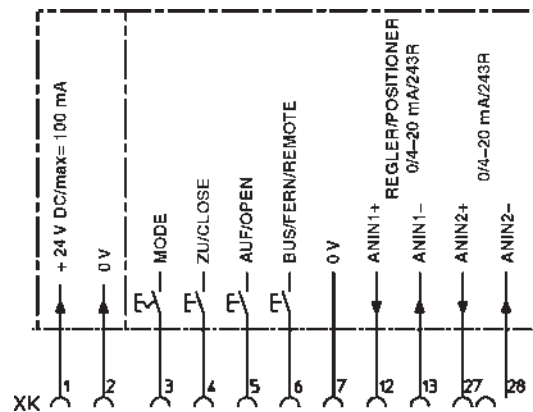 + 24 V DC/max= 100 mA
0 V
MODE
ZU/CLOSE
AUF/OPEN
BUS/FERN/REMOTE
0 V
ANIN1+
REGLER/POSITIONER
0/4–20 mA/243R
ANIN1–
ANIN2+
0/4–20 mA/243R
ANIN2–
XK 1 2 3 4 5 6 7 12 13 27 28